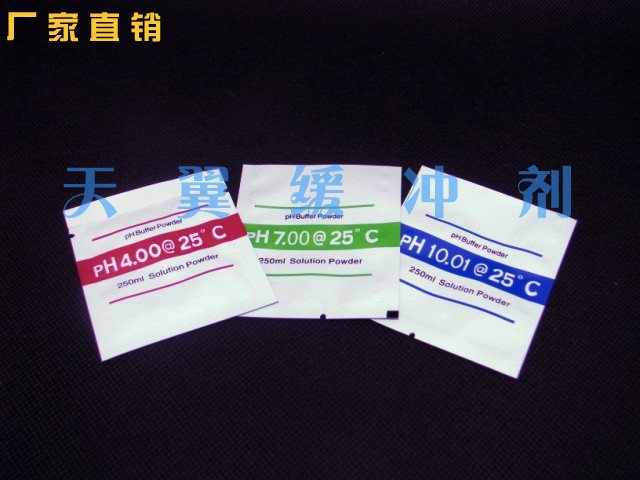 厂家直销
天翼缓冲剂
pH Buffer Powder
PH 4.00@ 25° C
250ml Solution Powder
pH Buffer Powder
PH 7.00@ 25° C
250ml Solution Powder
pH Buffer Powder
PH 10.01 @ 25° C
250ml Solution Powder